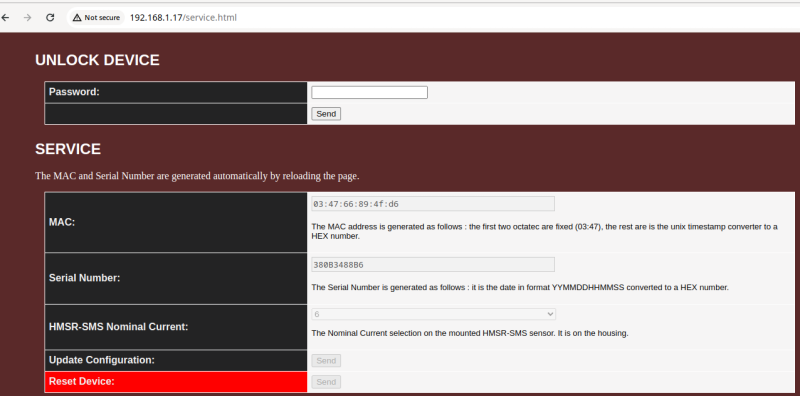 Not secure 192.168.1.17/service.html
UNLOCK DEVICE
Password:
Send
SERVICE
The MAC and Serial Number are generated automatically by reloading the page.
MAC:
03:47:66:89:4f:d6
The MAC address is generated as follows : the first two octatec are fixed (03:47), the rest are is the unix timestamp converter to a
HEX number.
Serial Number:
380B3488B6
The Serial Number is generated as follows : it is the date in format YYMMDDHHMMSS converted to a HEX number.
HMSR-SMS Nominal Current:
6
The Nominal Current selection on the mounted HMSR-SMS sensor. It is on the housing.
Update Configuration:
Send
Reset Device:
Send